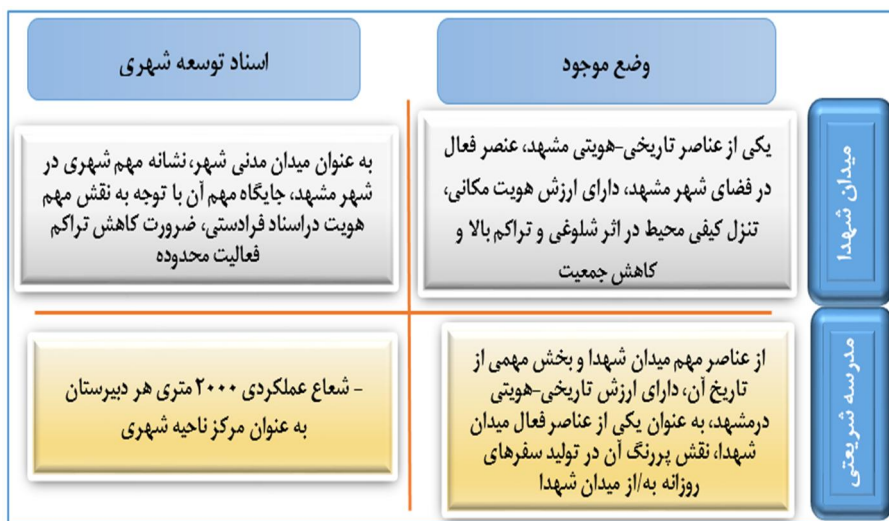 وضع موجود
اسناد توسعه شهری
میدان شهدا
یکی از عناصر تاریخی-هویتی مشهد، عنصر فعال
در فضای شهر مشهد، دارای ارزش هویت مکانی،
تنزل کیفی محیط در اثر شلوغی و تراکم بالا و
کاهش جمعیت
به عنوان میدان مدنی شهر، نشانه مهم شهری در
شهر مشهد، جایگاه مهم آن با توجه به نقش مهم
هویت دراسناد فرادستی، ضرورت کاهش تراکم
فعالیت محدوده
مدرسه شریعتی
از عناصر مهم میدان شهدا و بخش مهمی از
تاریخ آن، دارای ارزش تاریخی-هویتی
درمشهد، به عنوان یکی از عناصر فعال میدان
شهدا، نقش پررنگ آن در تولید سفرهای
روزانه به/از میدان شهدا
- شعاع عملکردی ۲۰۰۰ متری هر دبیرستان
به عنوان مرکز ناحیه شهری